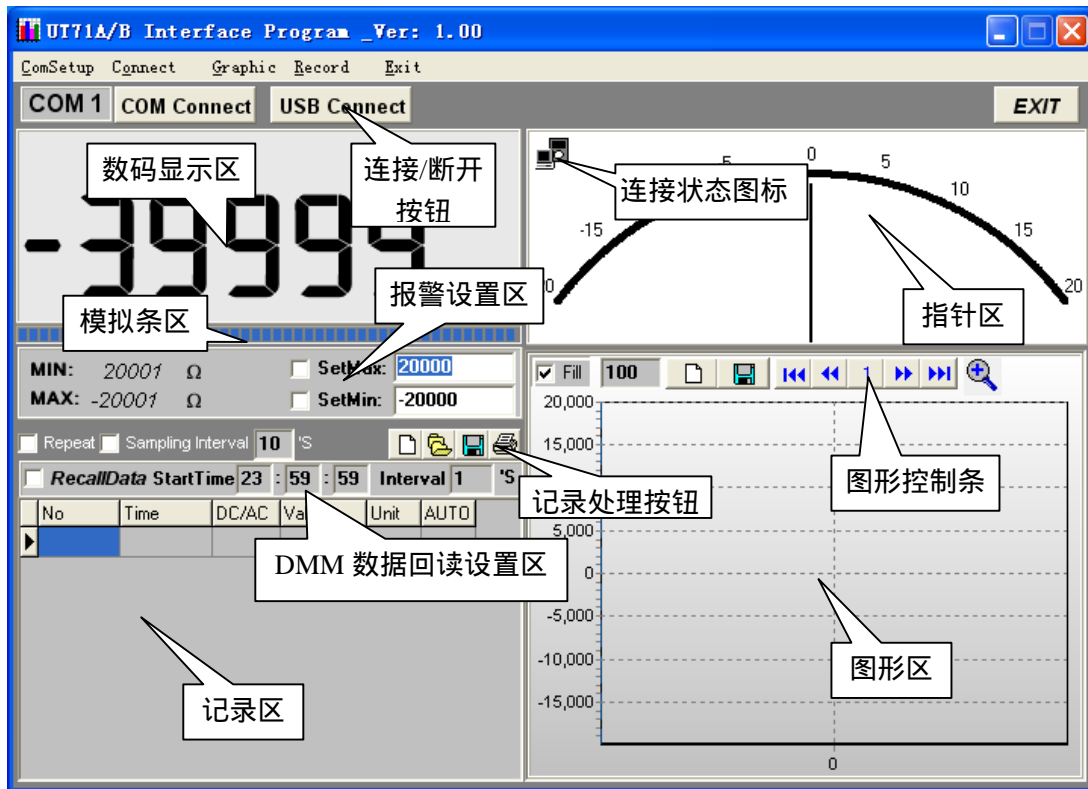 UT71A/B Interface Program _Ver: 1.00
ComSetup Connect Graphic Record Exit
COM 1 COM Connect USB Connect EXIT
数码显示区
连接/断开
按钮
-39999
模拟条区
报警设置区
连接状态图标
指针区
-15 5 0 5 10 15 20
MIN: 20001 Ω SetMax: 20000
MAX: -20001 Ω SetMin: -20000
Repeat Sampling Interval 10 'S
RecallData StartTime 23 : 59 : 59 Interval 1 'S
No Time DC/AC Unit AUTO
记录处理按钮
DMM 数据回读设置区
记录区
Fill 100 1
图形控制条
图形区
20,000
15,000
5,000
0
-5,000
-10,000
-15,000
0